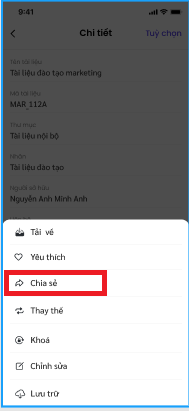 9:41
Chi tiết
Tuỳ chọn
Tên tài liệu
Tài liệu đào tạo marketing
Mã tài liệu
MAR_112A
Thư mục
Tài liệu nội bộ
Nhãn
Tài liệu đào tạo
Người sở hữu
Nguyễn Anh Minh Anh
Tải về
Yêu thích
Chia sẻ
Thay thế
Khoá
Chỉnh sửa
Lưu trữ